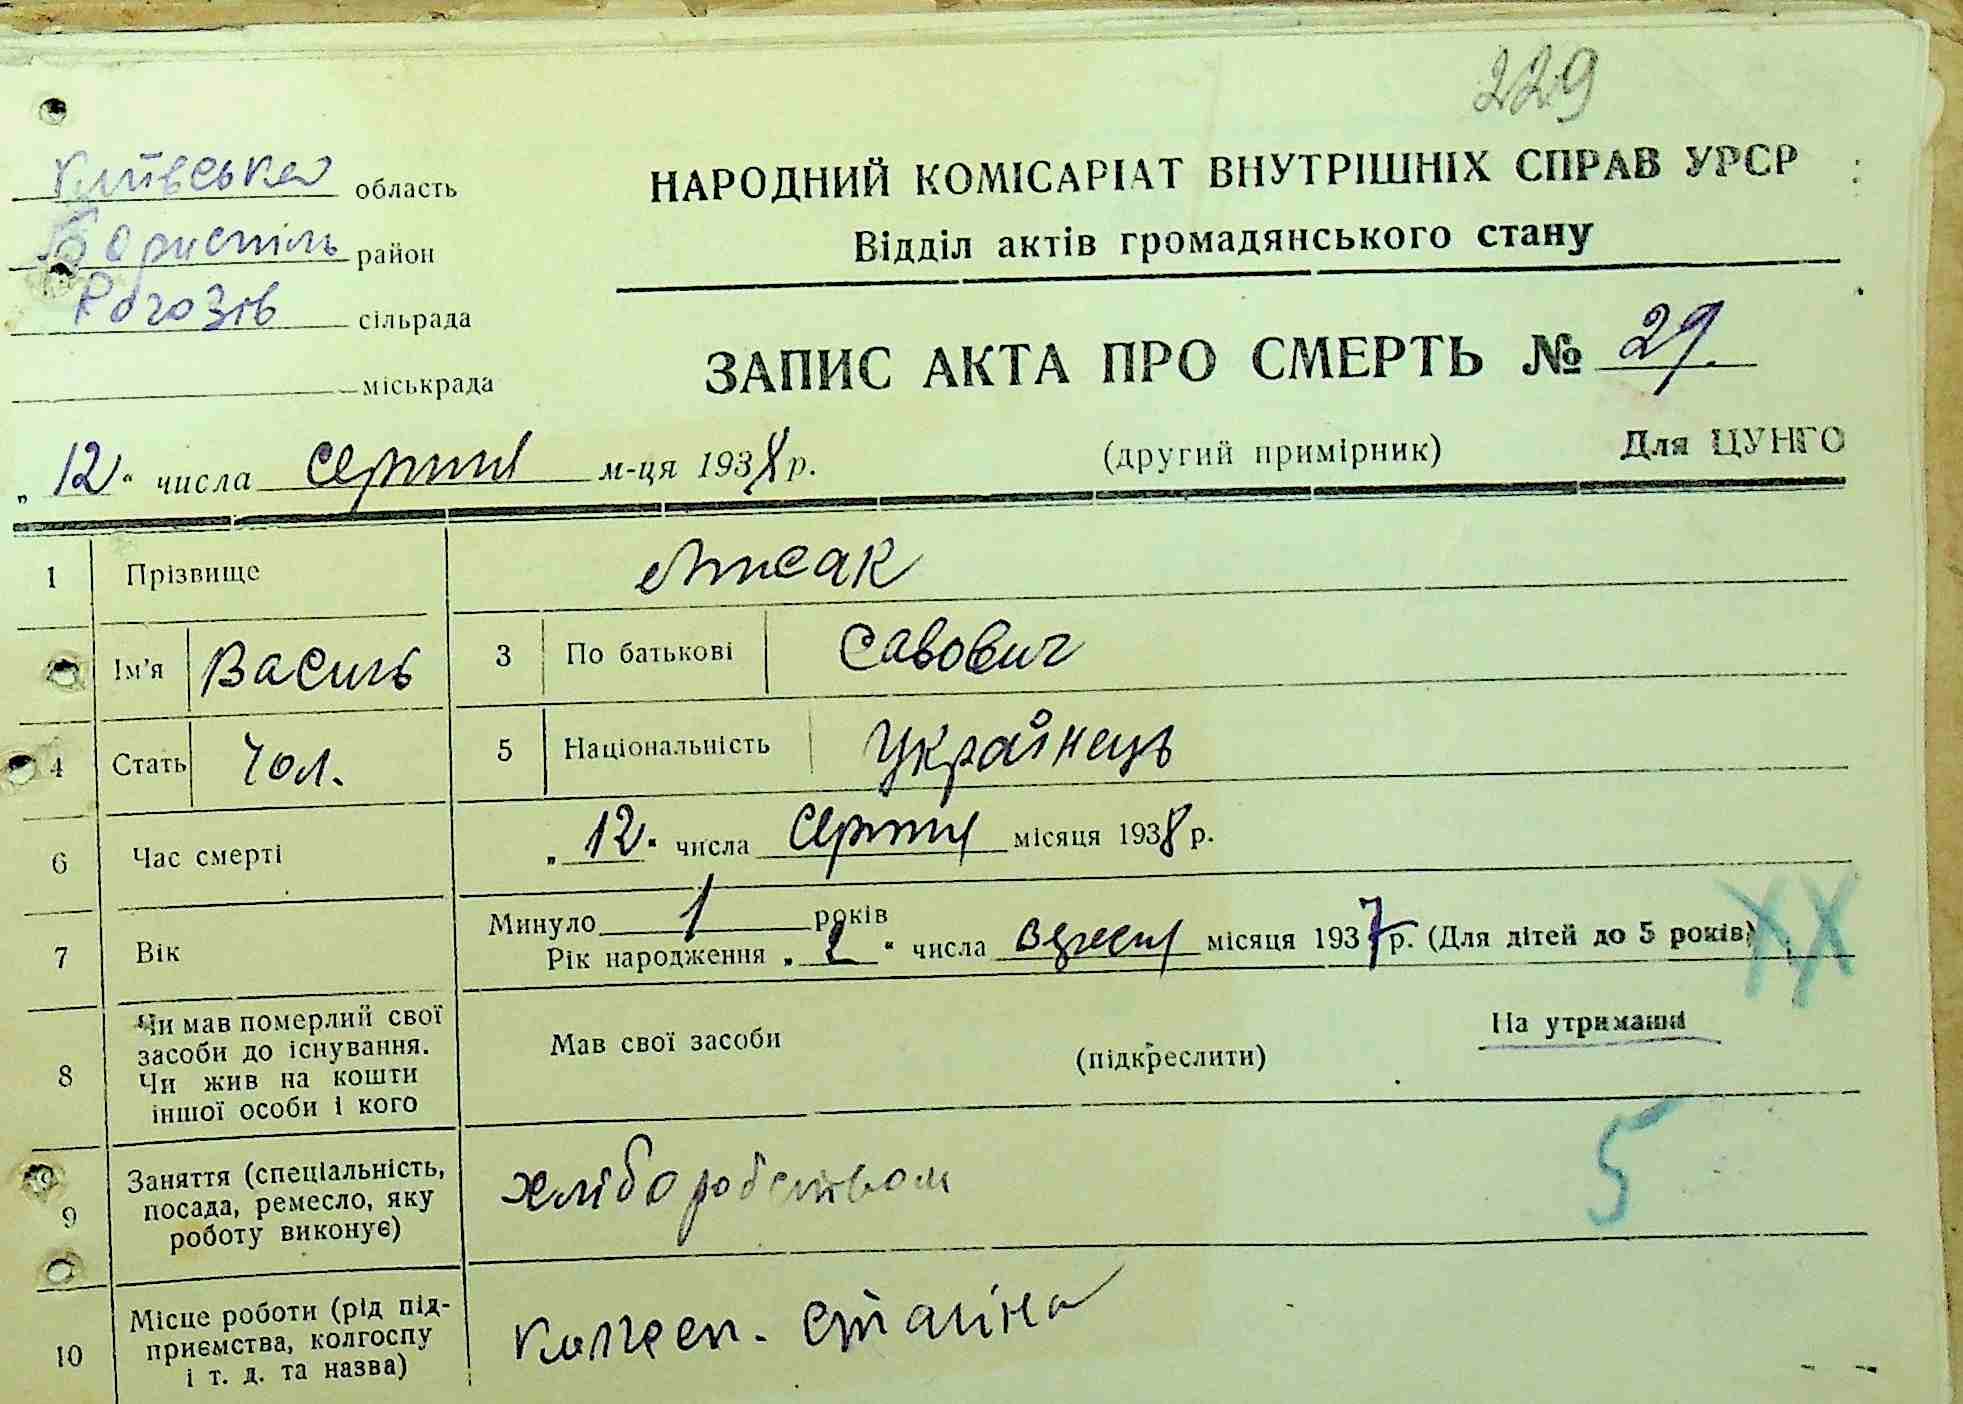 229
Київська область
Бориспіль район
Рогозів сільрада
міськрада
НАРОДНИЙ КОМІСАРІАТ ВНУТРІШНІХ СПРАВ УРСР
Відділ актів громадянського стану
ЗАПИС АКТА ПРО СМЕРТЬ № 29.
„12“ числа серпня м-ця 1938 р.
(другий примірник)
Для ЦУНГО
1 Прізвище Лисак
Ім’я Василь 3 По батькові Савович
4 Стать Чол. 5 Національність Українець
6 Час смерті „12“ числа серпня місяця 1938 р.
7 Вік Минуло 1 років
Рік народження „2“ числа вересня місяця 1937 р. (Для дітей до 5 років)
XX
8 Чи мав померлий свої
засоби до існування.
Чи жив на кошти
іншої особи і кого
Мав свої засоби (підкреслити) На утриманні
9 Заняття (спеціальність,
посада, ремесло, яку
роботу виконує)
хліборобством
5
10 Місце роботи (рід під-
приємства, колгоспу
і т. д. та назва)
Колгосп. Сталіна